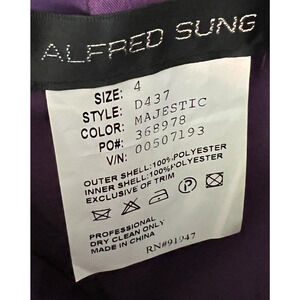 ALFRED SUNG
SIZE: 4
STYLE: D437
COLOR: MAJESTIC
PO#: 368978
V/N: 00507193
OUTER SHELL:100%POLYESTER
INNER SHELL:100%POLYESTER
EXCLUSIVE OF TRIM
PROFESSIONAL
DRY CLEAN ONLY
MADE IN CHINA
RN#91947